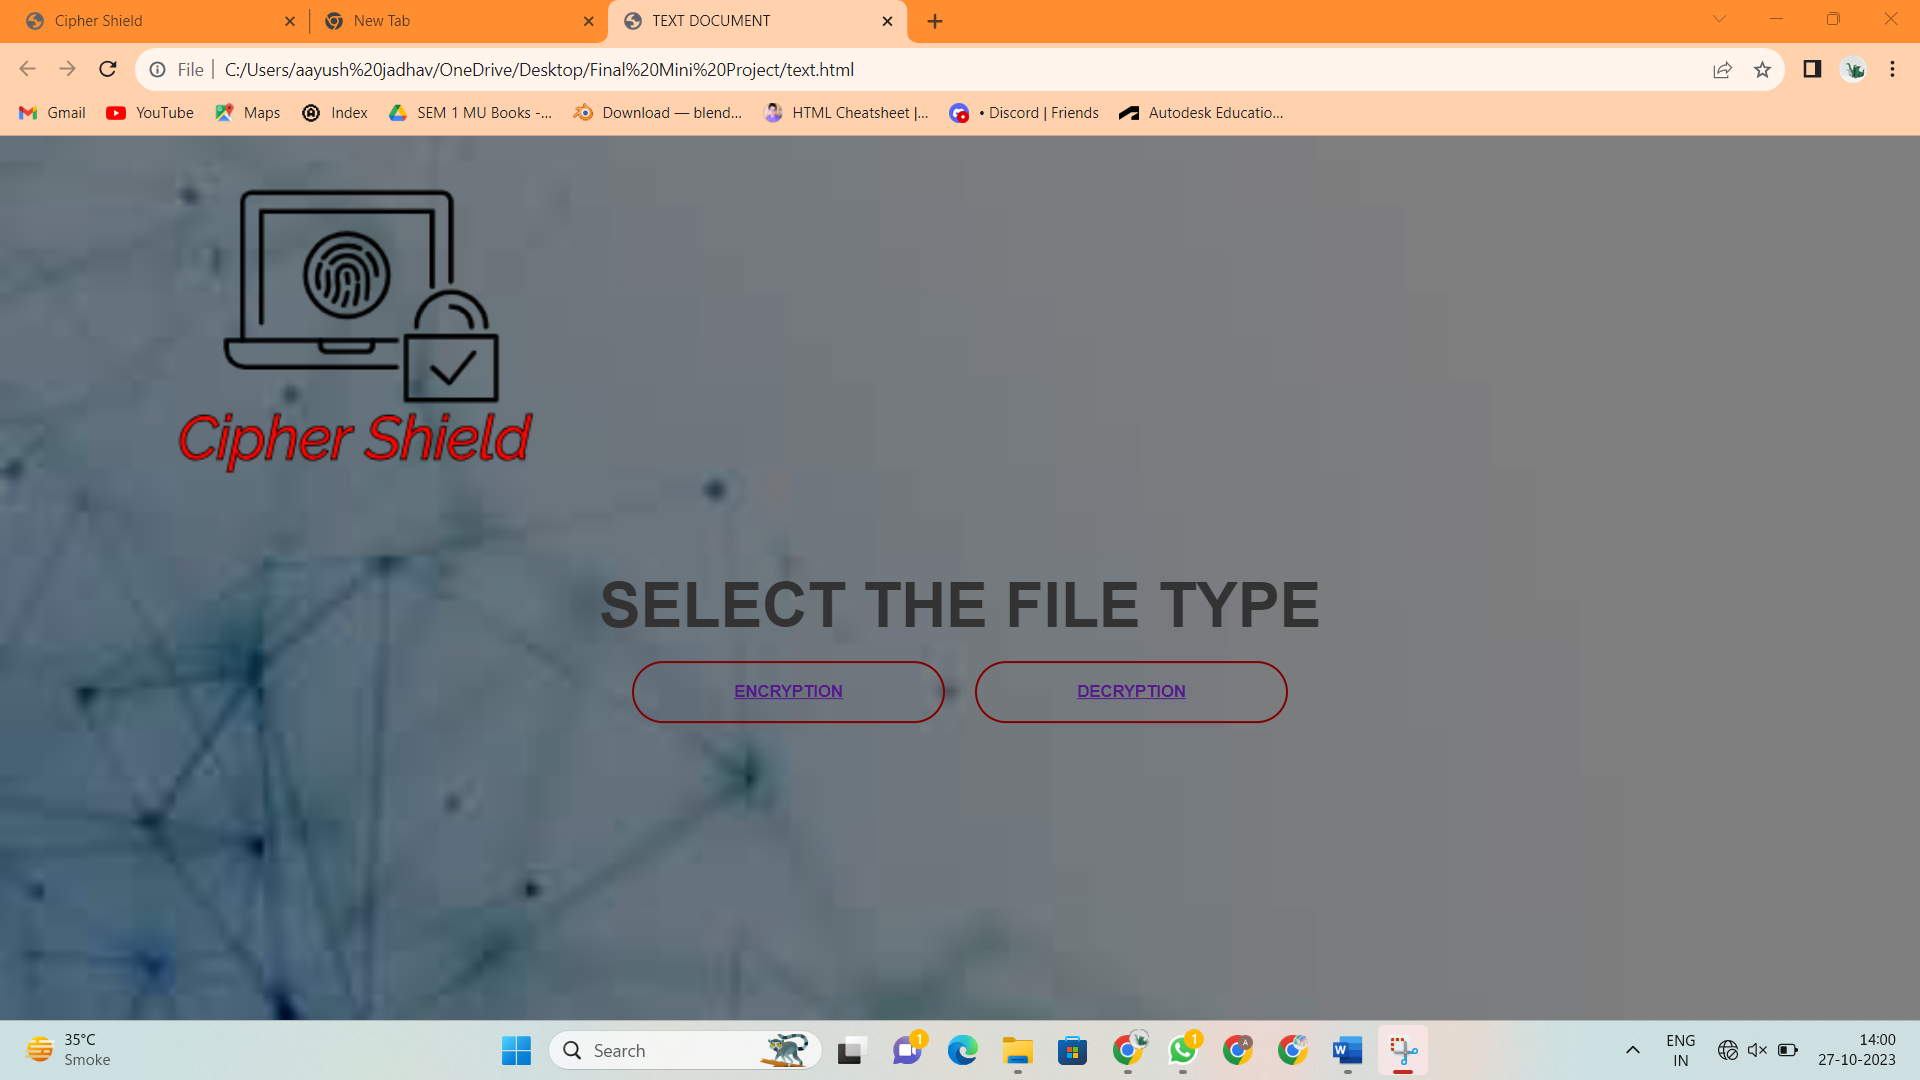 Cipher Shield
New Tab
TEXT DOCUMENT
File
C:/Users/aayush%20jadhav/OneDrive/Desktop/Final%20Mini%20Project/text.html
Gmail
YouTube
Maps
Index
SEM 1 MU Books -...
Download — blend...
HTML Cheatsheet |...
• Discord | Friends
Autodesk Educatio...
Cipher Shield
SELECT THE FILE TYPE
ENCRYPTION
DECRYPTION
35°C
Smoke
Search
1
A
1
W
ENG
IN
14:00
27-10-2023